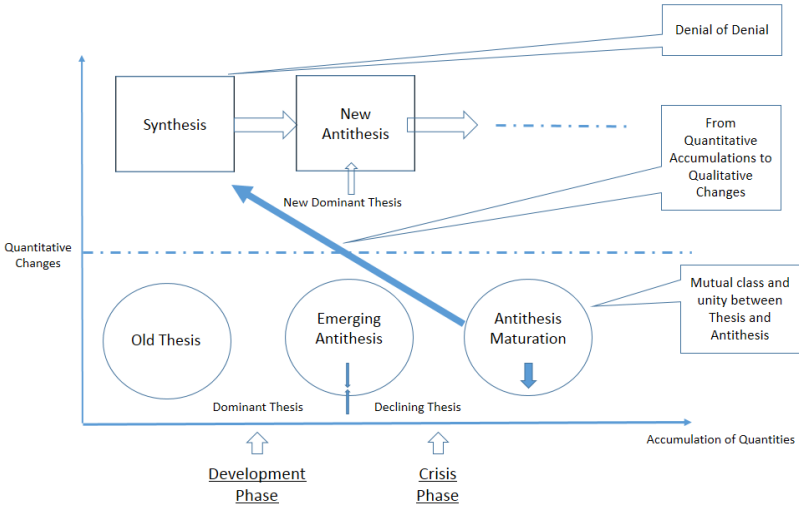 Denial of Denial
Synthesis
New
Antithesis
From
Quantitative
Accumulations to
Qualitative
Changes
New Dominant Thesis
Quantitative
Changes
Mutual class and
unity between
Thesis and
Antithesis
Old Thesis
Emerging
Antithesis
Antithesis
Maturation
Dominant Thesis
Declining Thesis
Accumulation of Quantities
Development
Phase
Crisis
Phase